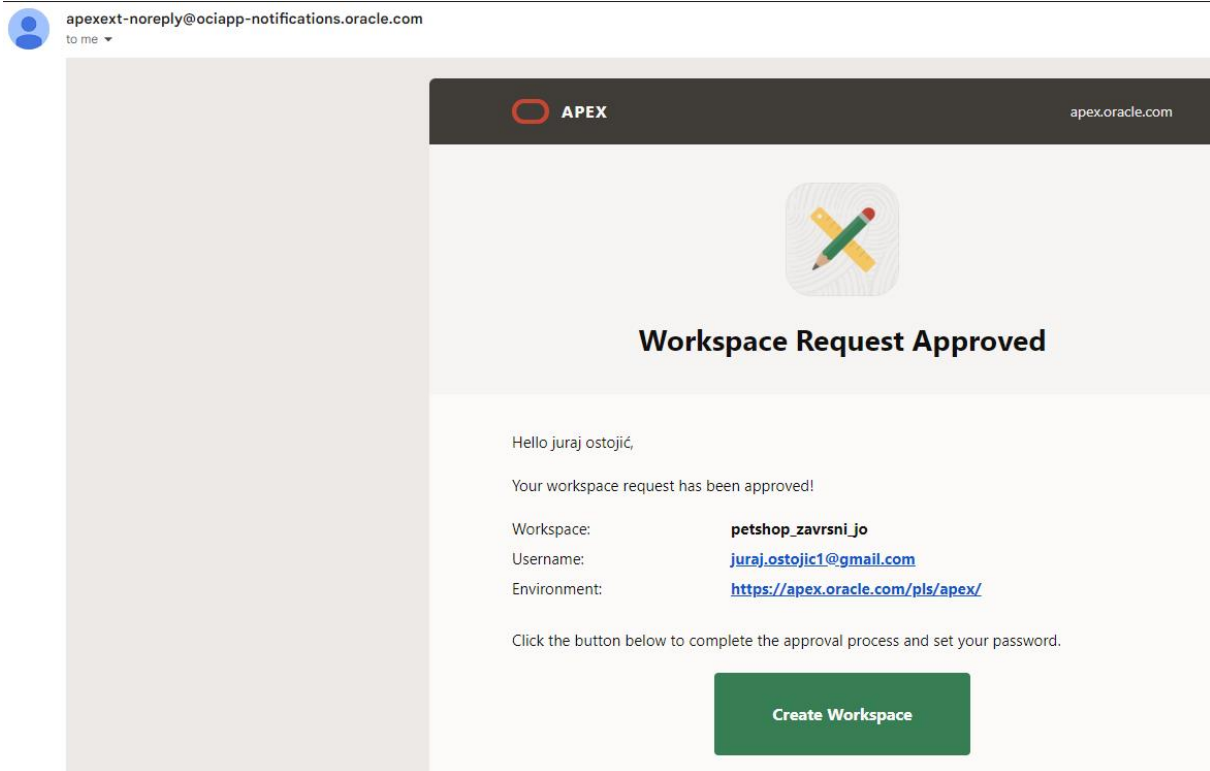 apexext-noreply@ociapp-notifications.oracle.com
to me
APEX apex.oracle.com
Workspace Request Approved
Hello juraj ostojić,
Your workspace request has been approved!
Workspace: petshop_zavrsni_jo
Username: juraj.ostojic1@gmail.com
Environment: https://apex.oracle.com/pls/apex/
Click the button below to complete the approval process and set your password.
Create Workspace